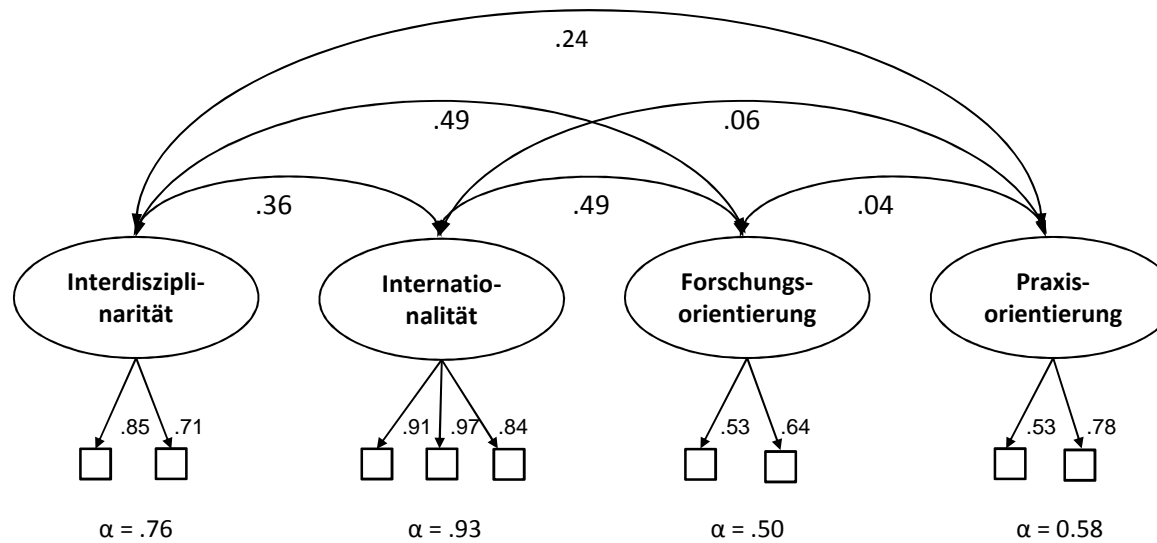 .24
.49 .06
.36 .49 .04
Interdiszipli-
narität
Internatio-
nalität
Forschungs-
orientierung
Praxis-
orientierung
.85 .71 .91 .97 .84 .53 .64 .53 .78
α = .76 α = .93 α = .50 α = 0.58